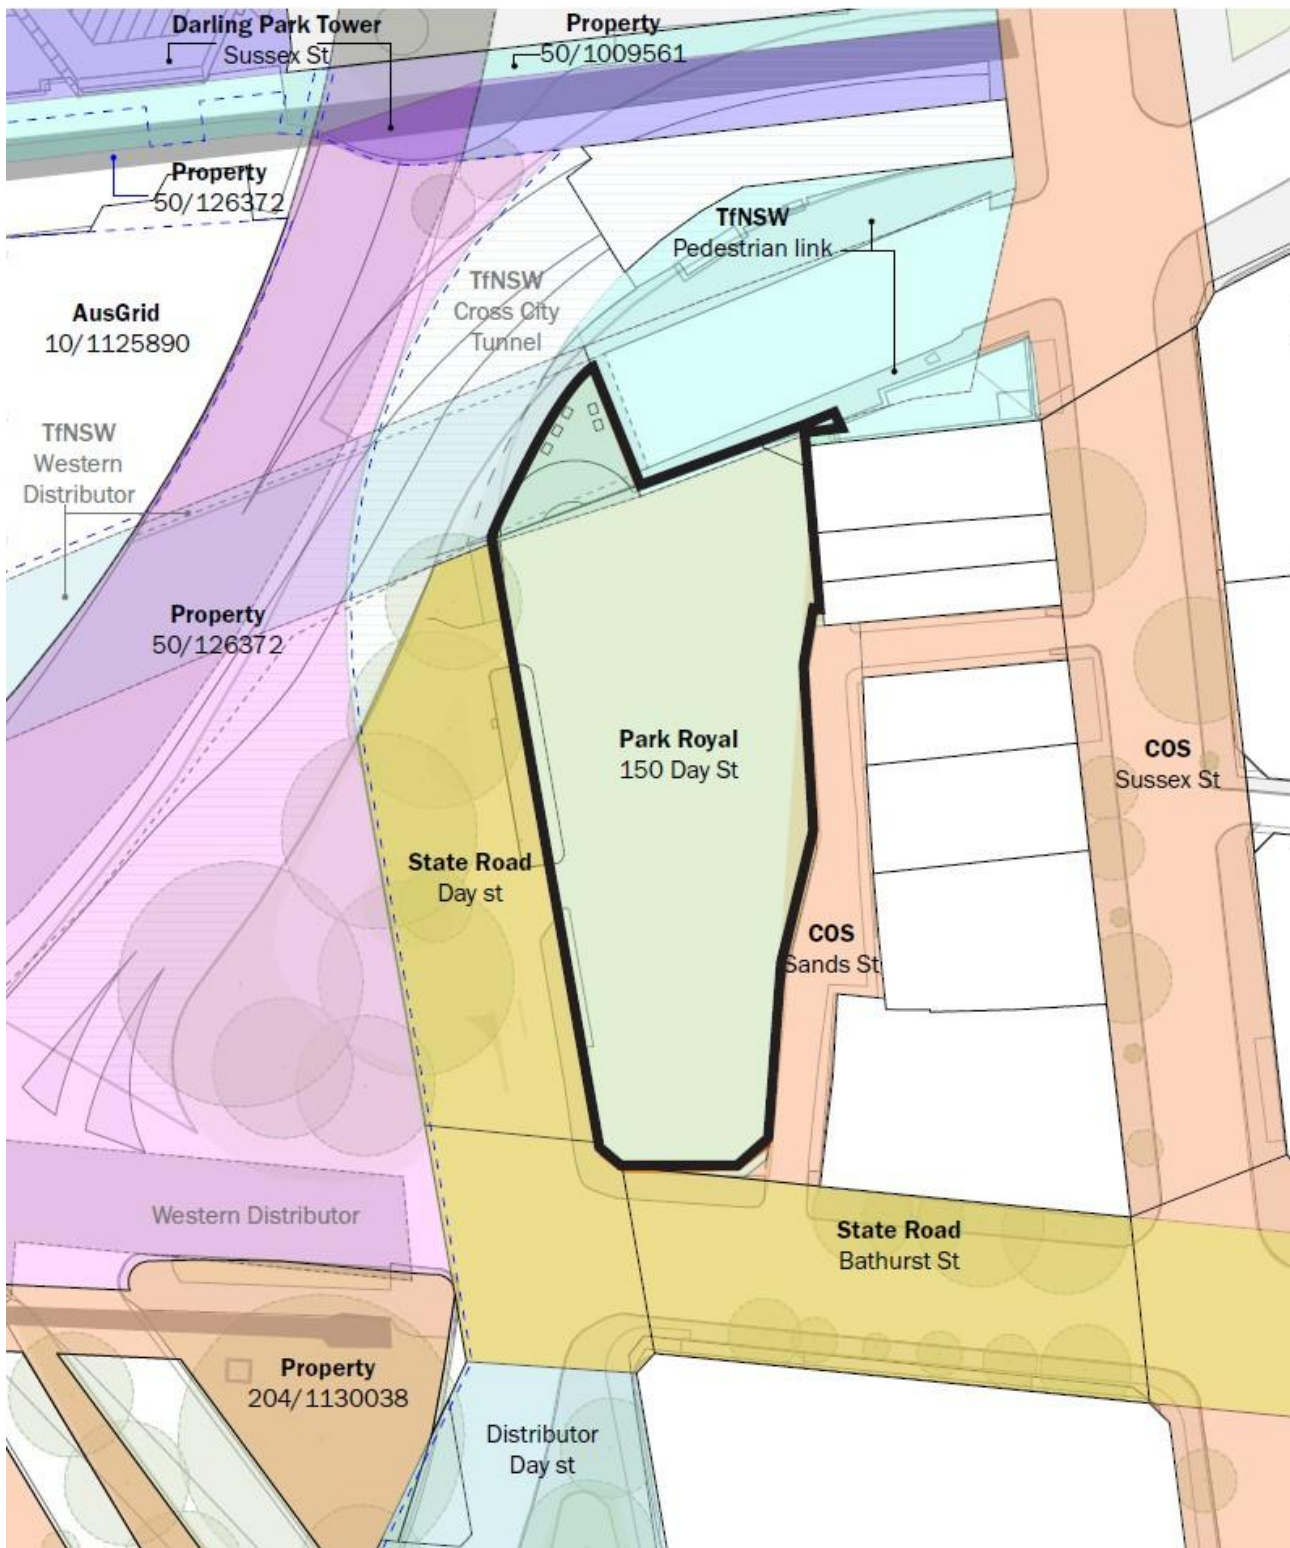 Darling Park Tower
Sussex St
Property
50/1009561
Property
50/126372
TfNSW
Pedestrian link
TfNSW
Cross City
Tunnel
AusGrid
10/1125890
TfNSW
Western
Distributor
Property
50/126372
Park Royal
150 Day St
COS
Sussex St
State Road
Day st
COS
Sands St
Western Distributor
State Road
Bathurst St
Property
204/1130038
Distributor
Day st